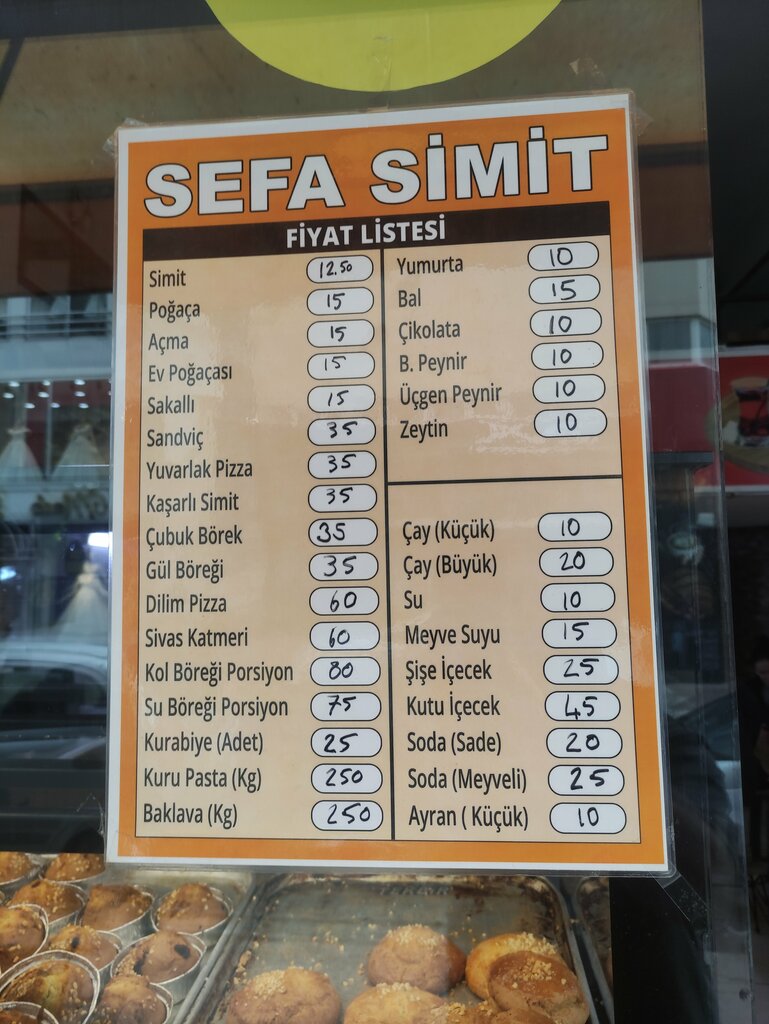 SEFA SİMİT
FİYAT LİSTESİ
Simit 12.50
Poğaça 15
Açma 15
Ev Poğaçası 15
Sakallı 15
Sandviç 35
Yuvarlak Pizza 35
Kaşarlı Simit 35
Çubuk Börek 35
Gül Böreği 35
Dilim Pizza 60
Sivas Katmeri 60
Kol Böreği Porsiyon 80
Su Böreği Porsiyon 75
Kurabiye (Adet) 25
Kuru Pasta (Kg) 250
Baklava (Kg) 250
Yumurta 10
Bal 15
Çikolata 10
B. Peynir 10
Üçgen Peynir 10
Zeytin 10
Çay (Küçük) 10
Çay (Büyük) 20
Su 10
Meyve Suyu 15
Şişe İçecek 25
Kutu İçecek 45
Soda (Sade) 20
Soda (Meyveli) 25
Ayran ( Küçük) 10